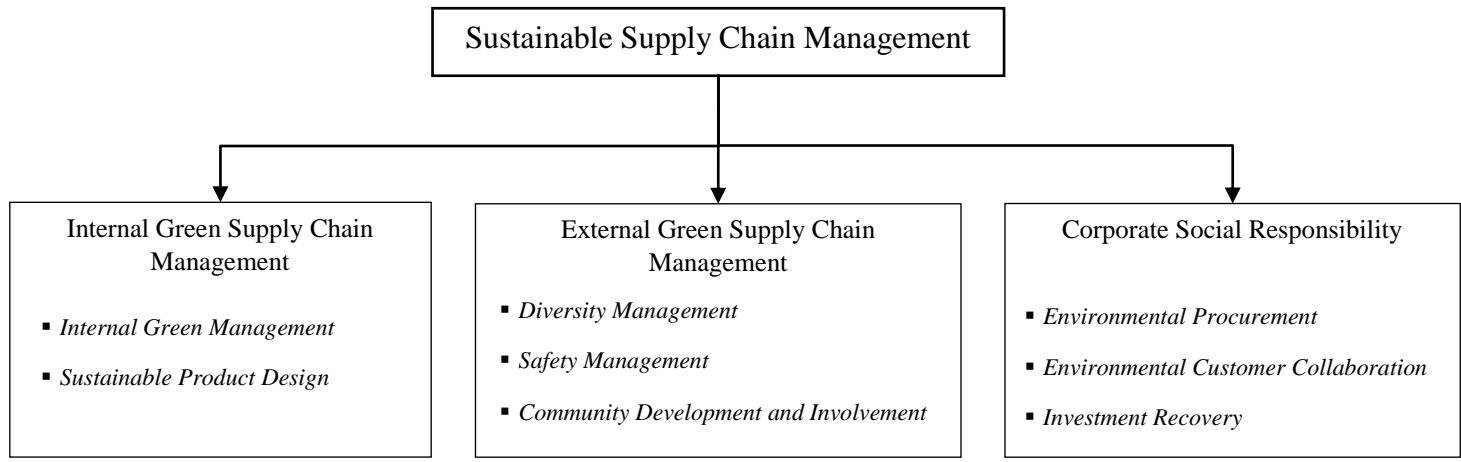 Sustainable Supply Chain Management
Internal Green Supply Chain
Management
▪ Internal Green Management
▪ Sustainable Product Design
External Green Supply Chain
Management
▪ Diversity Management
▪ Safety Management
▪ Community Development and Involvement
Corporate Social Responsibility
▪ Environmental Procurement
▪ Environmental Customer Collaboration
▪ Investment Recovery